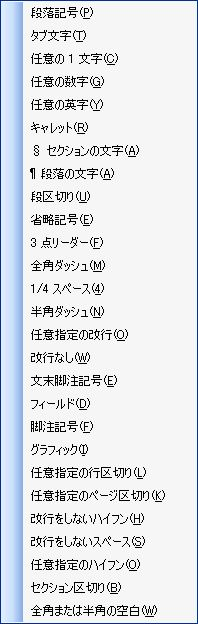 段落記号(P)
タブ文字(T)
任意の 1 文字(C)
任意の数字(G)
任意の英字(Y)
キャレット(R)
§ セクションの文字(A)
¶ 段落の文字(A)
段区切り(U)
省略記号(E)
3 点リーダー(F)
全角ダッシュ(M)
1/4 スペース(4)
半角ダッシュ(N)
任意指定の改行(O)
改行なし(W)
文末脚注記号(E)
フィールド(D)
脚注記号(F)
グラフィック(I)
任意指定の行区切り(L)
任意指定のページ区切り(K)
改行をしないハイフン(H)
改行をしないスペース(S)
任意指定のハイフン(O)
セクション区切り(B)
全角または半角の空白(W)